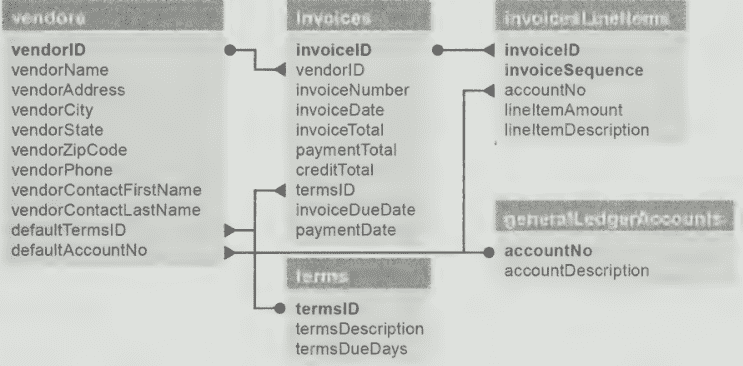 vendors
vendorID
vendorName
vendorAddress
vendorCity
vendorState
vendorZipCode
vendorPhone
vendorContactFirstName
vendorContactLastName
defaultTermsID
defaultAccountNo
invoices
invoiceID
vendorID
invoiceNumber
invoiceDate
invoiceTotal
paymentTotal
creditTotal
termsID
invoiceDueDate
paymentDate
terms
termsID
termsDescription
termsDueDays
invoicesLineItems
invoiceID
invoiceSequence
accountNo
lineItemAmount
lineItemDescription
generalLedgerAccounts
accountNo
accountDescription